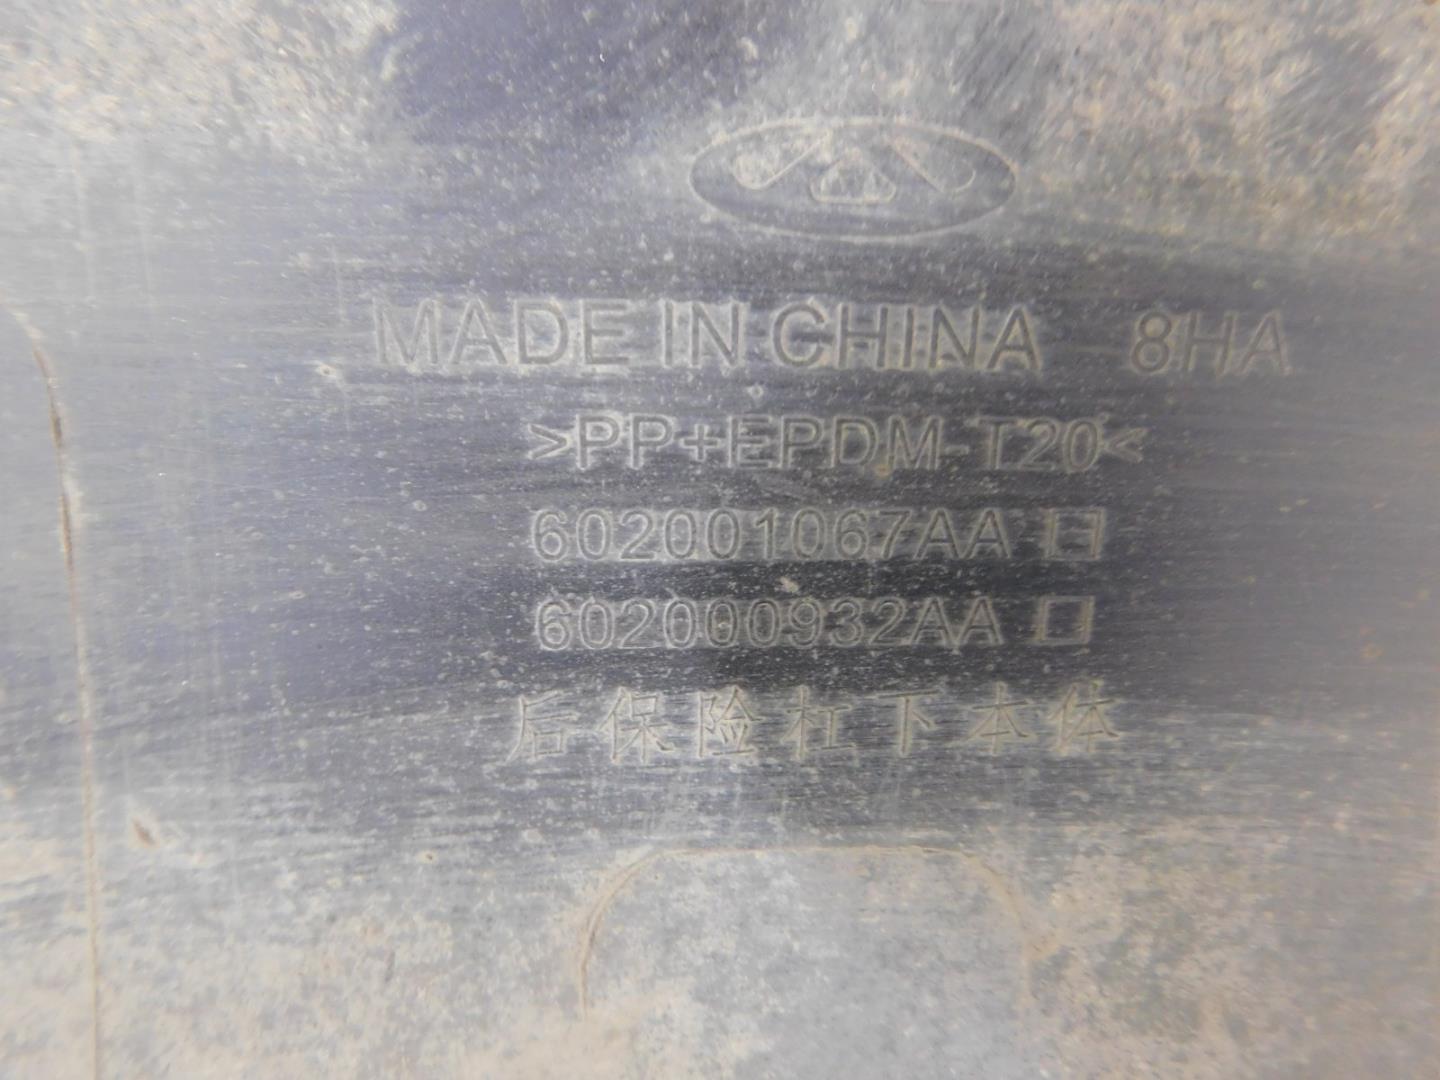 MADE IN CHINA 8HA
>PP+EPDM-T20<
602001067AA □
602000932AA □
后保险杠下本体